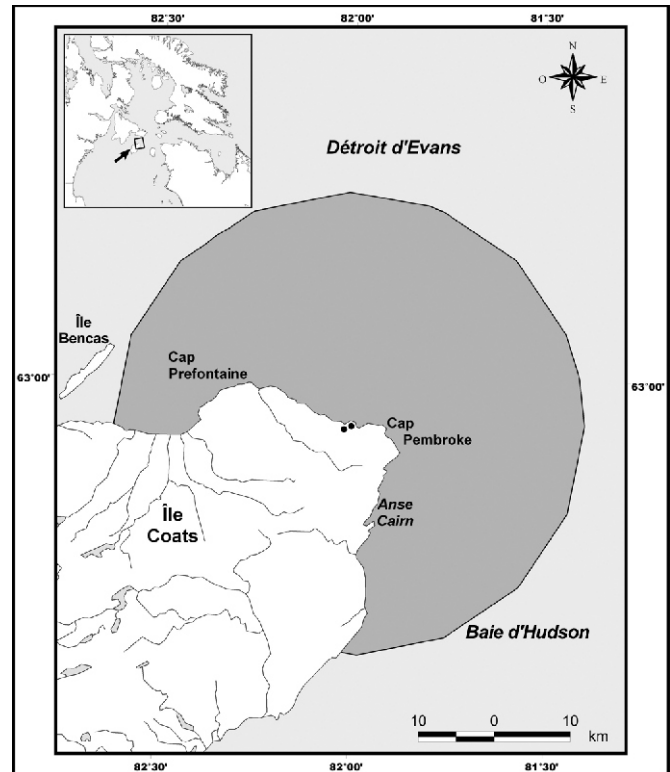 82°30' 82°00' 81°30'
N
O E
S
Détroit d'Evans
Île
Bencas
Cap
Prefontaine
63°00' 63°00'
Cap
Pembroke
Anse
Cairn
Île
Coats
Baie d'Hudson
10 0 10
km
82°30' 82°00' 81°30'